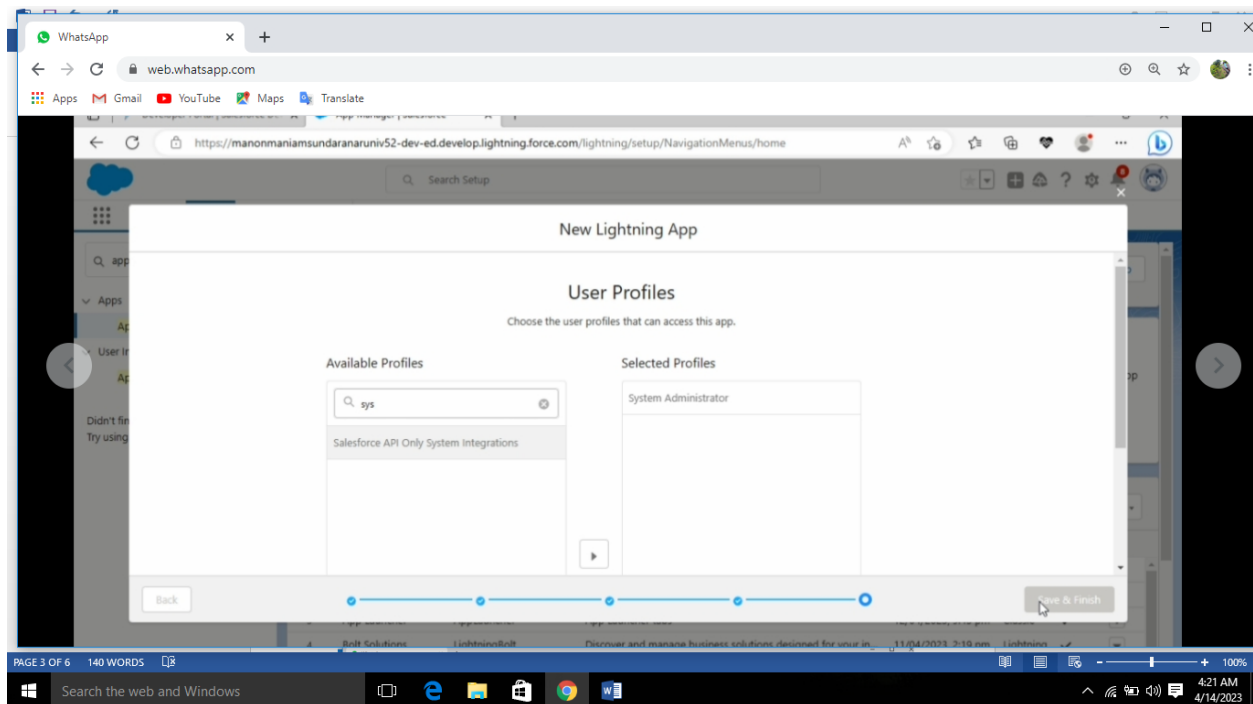 WhatsApp
web.whatsapp.com
Apps Gmail YouTube Maps Translate
https://manonmaniamsundaranaruniv52-dev-ed.develop.lightning.force.com/lightning/setup/NavigationMenus/home
Search Setup
New Lightning App
app
User Profiles
Choose the user profiles that can access this app.
Apps
Available Profiles Selected Profiles
sys
System Administrator
Salesforce API Only System Integrations
Didn't fin
Try using
Back
Save & Finish
4 Bolt Solutions LightningBolt Discover and manage business solutions designed for your in... 11/04/2023, 2:19 pm Lightning
PAGE 3 OF 6 140 WORDS
100%
Search the web and Windows
4:21 AM
4/14/2023